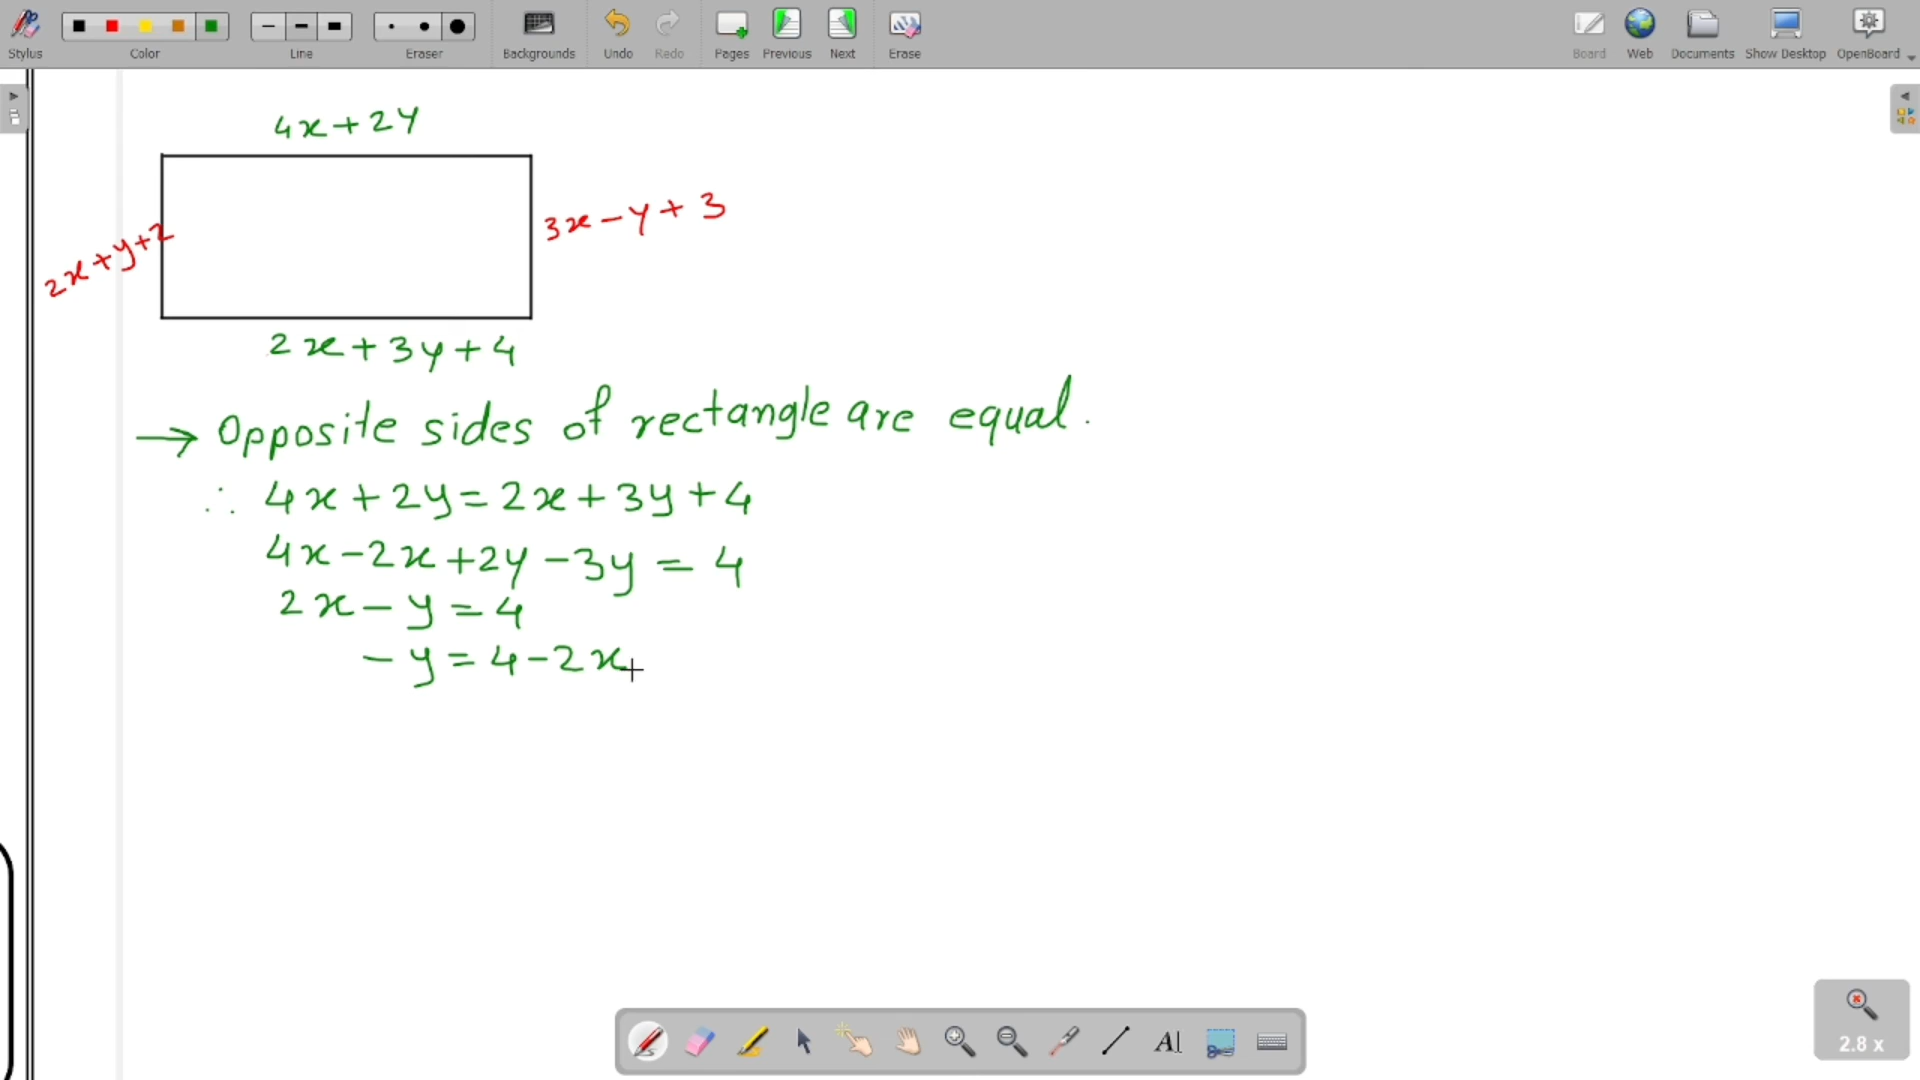 Stylus Color Line Eraser Backgrounds Undo Redo Pages Previous Next Erase Board Web Documents Show Desktop OpenBoard
4x+2y
2x+y+2
3x-y+3
2x+3y+4
→ Opposite sides of rectangle are equal.
∴ 4x+2y=2x+3y+4
4x-2x+2y-3y=4
2x-y=4
-y=4-2x
AI
2.8 x